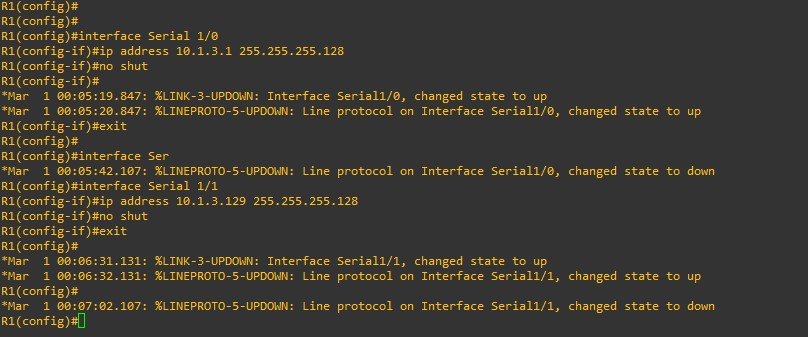 R1(config)#
R1(config)#
R1(config)#interface Serial 1/0
R1(config-if)#ip address 10.1.3.1 255.255.255.128
R1(config-if)#no shut
R1(config-if)#
*Mar  1 00:05:19.847: %LINK-3-UPDOWN: Interface Serial1/0, changed state to up
*Mar  1 00:05:20.847: %LINEPROTO-5-UPDOWN: Line protocol on Interface Serial1/0, changed state to up
R1(config-if)#exit
R1(config)#
R1(config)#interface Ser
*Mar  1 00:05:42.107: %LINEPROTO-5-UPDOWN: Line protocol on Interface Serial1/0, changed state to down
R1(config)#interface Serial 1/1
R1(config-if)#ip address 10.1.3.129 255.255.255.128
R1(config-if)#no shut
R1(config-if)#exit
R1(config)#
*Mar  1 00:06:31.131: %LINK-3-UPDOWN: Interface Serial1/1, changed state to up
*Mar  1 00:06:32.131: %LINEPROTO-5-UPDOWN: Line protocol on Interface Serial1/1, changed state to up
R1(config)#
*Mar  1 00:07:02.107: %LINEPROTO-5-UPDOWN: Line protocol on Interface Serial1/1, changed state to down
R1(config)#